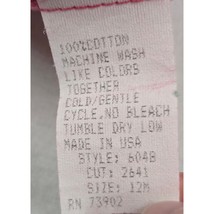 100%COTTON
MACHINE WASH
LIKE COLORS
TOGETHER
COLD/GENTLE
CYCLE,NO BLEACH
TUMBLE DRY LOW
MADE IN USA
STYLE: 604B
CUT: 2641
SIZE: 12M
RN 73902